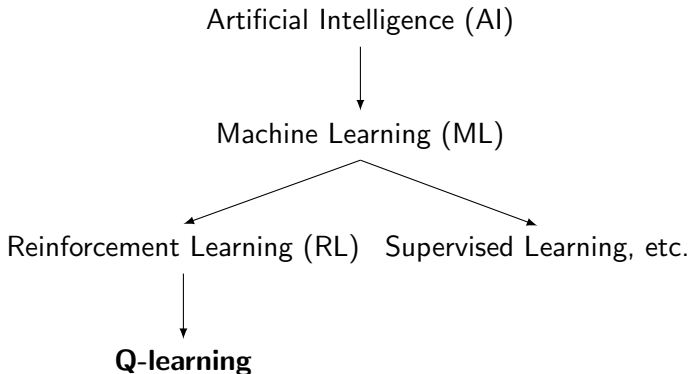 Artificial Intelligence (AI)
Machine Learning (ML)
Reinforcement Learning (RL) Supervised Learning, etc.
Q-learning